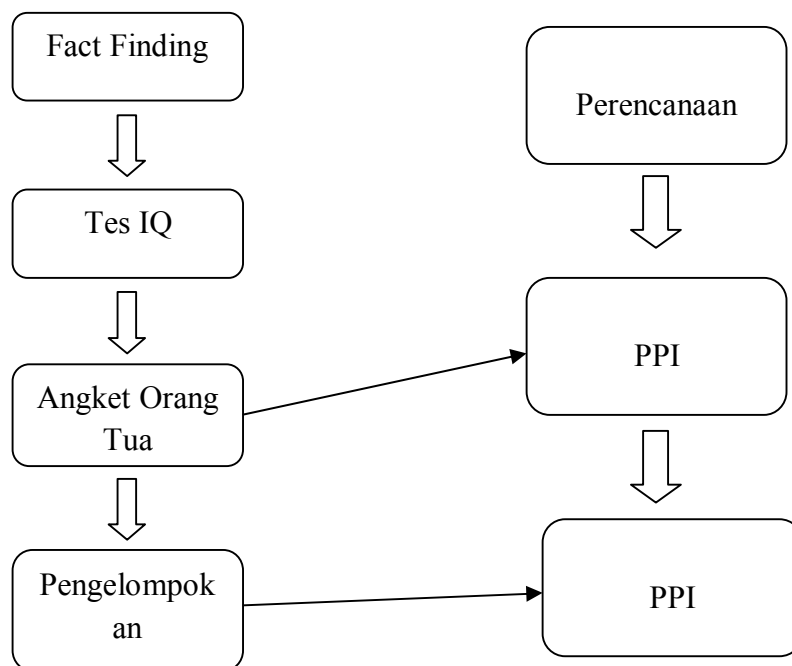 Fact Finding
Tes IQ
Angket Orang
Tua
Pengelompok
an
Perencanaan
PPI
PPI